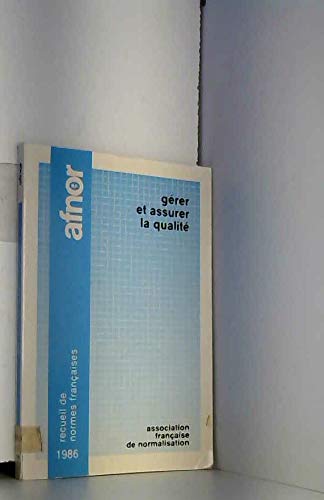 afnor
gérer
et assurer
la qualité
recueil de
normes françaises
1986
association
française
de normalisation